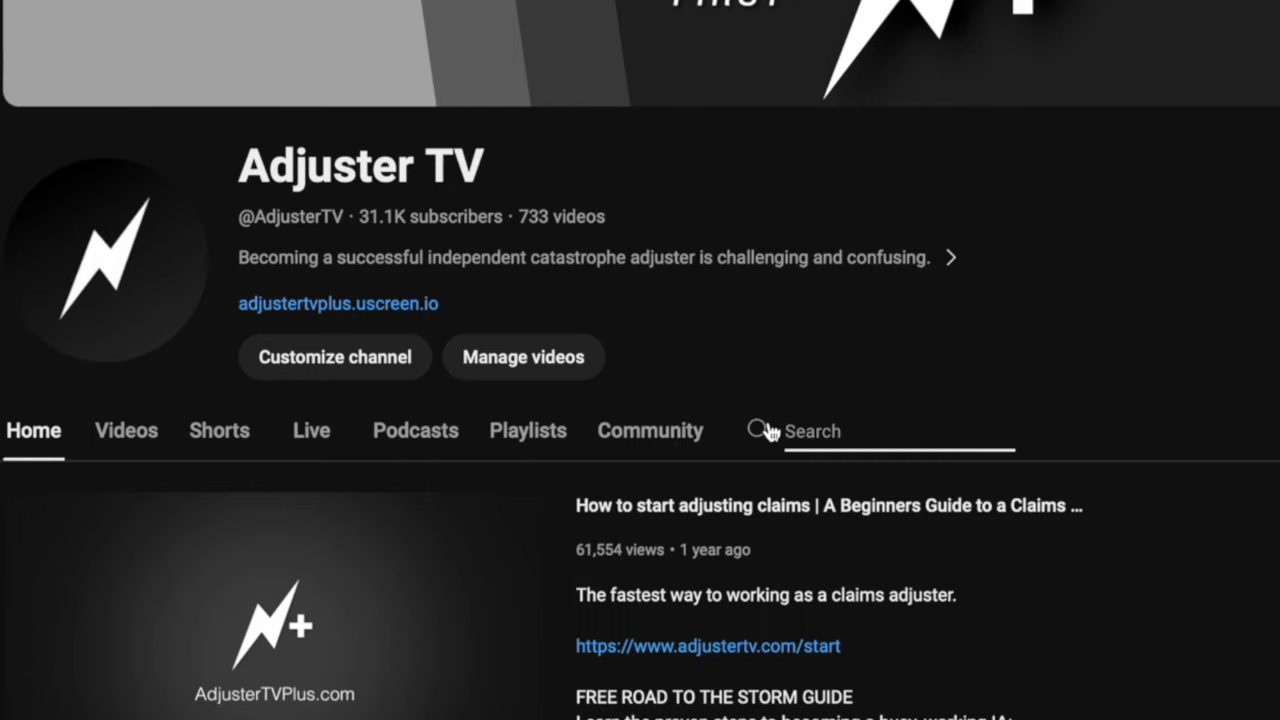 Adjuster TV
@AdjusterTV · 31.1K subscribers · 733 videos
Becoming a successful independent catastrophe adjuster is challenging and confusing.
adjustertvplus.uscreen.io
Customize channel Manage videos
Home Videos Shorts Live Podcasts Playlists Community Search
How to start adjusting claims | A Beginners Guide to a Claims ...
61,554 views • 1 year ago
The fastest way to working as a claims adjuster.
https://www.adjustertv.com/start
AdjusterTVPlus.com
FREE ROAD TO THE STORM GUIDE